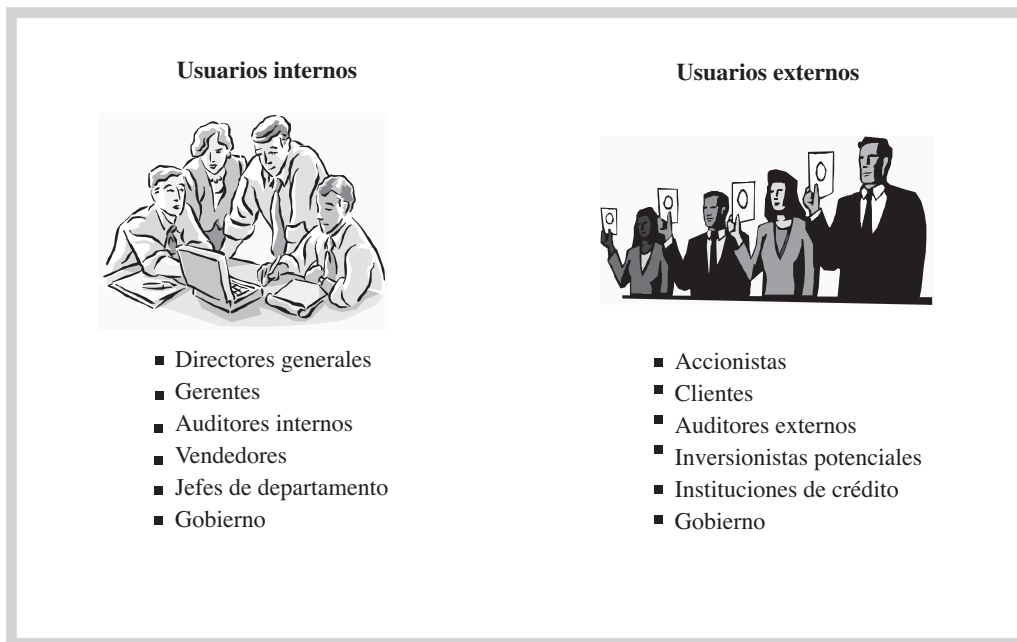 Usuarios internos
■ Directores generales
■ Gerentes
■ Auditores internos
■ Vendedores
■ Jefes de departamento
■ Gobierno
Usuarios externos
■ Accionistas
■ Clientes
■ Auditores externos
■ Inversionistas potenciales
■ Instituciones de crédito
■ Gobierno